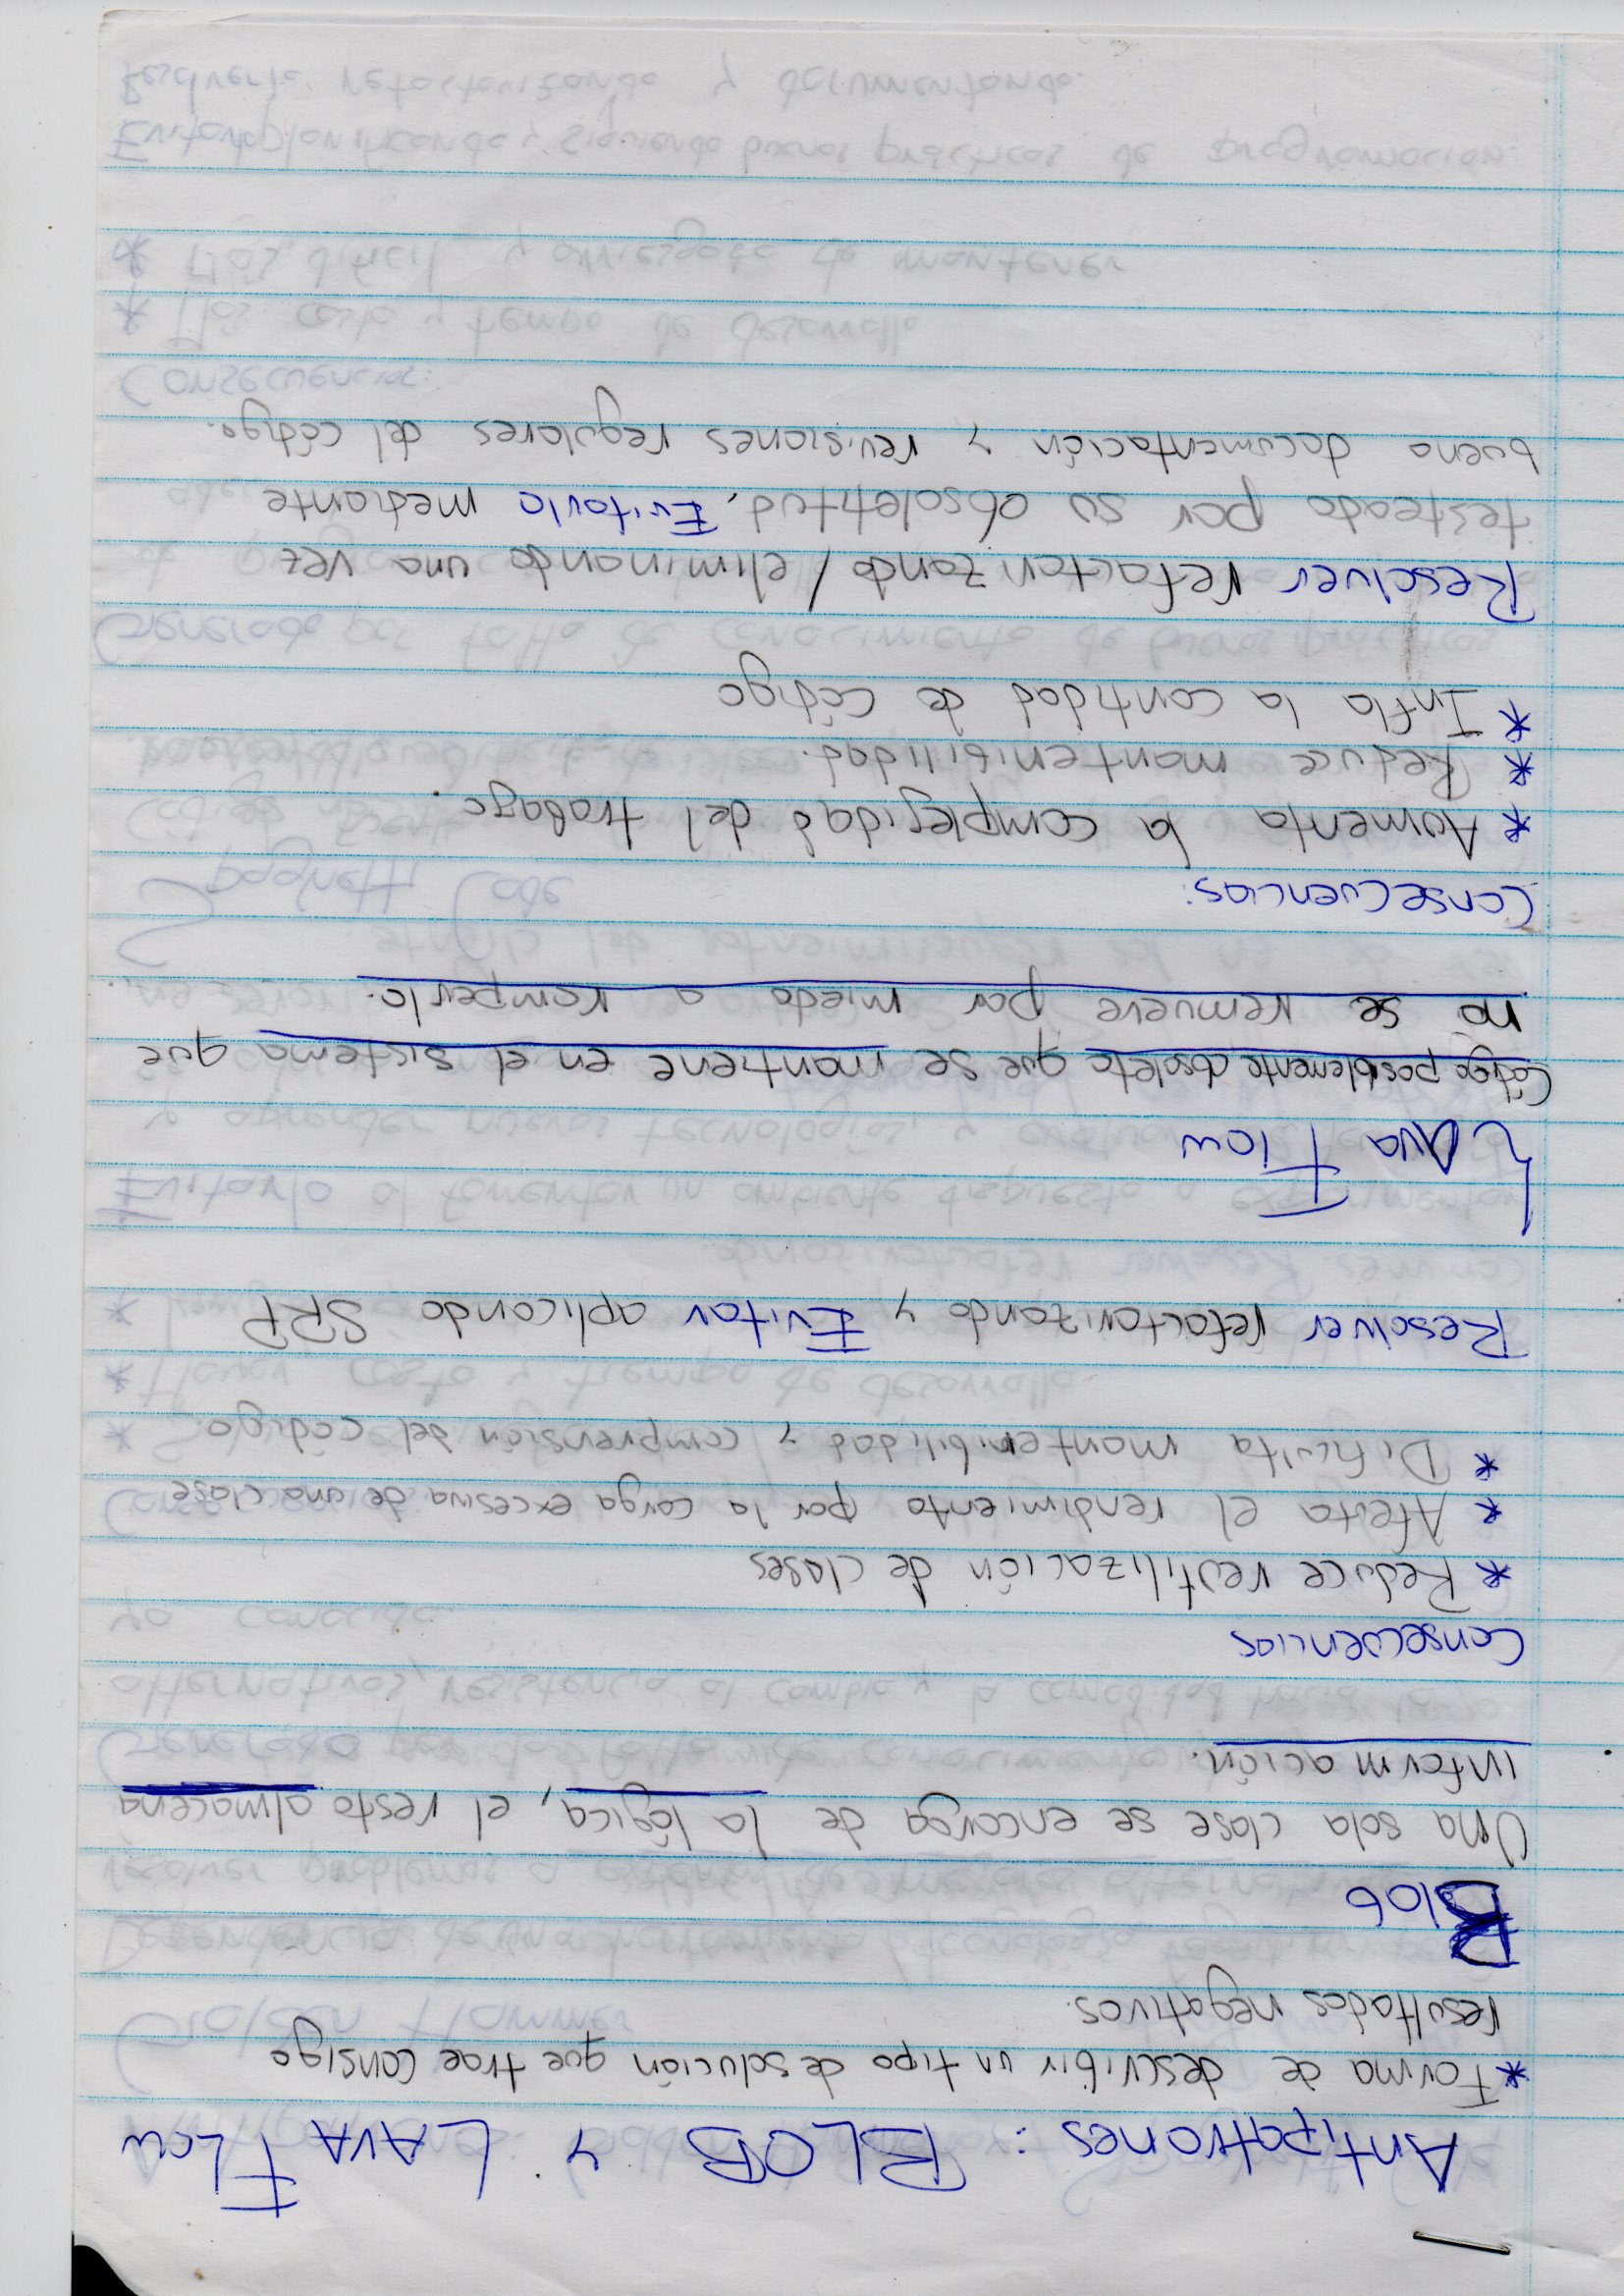 Antipatrones: BLOB y LAVA FLow
* Forma de describir un tipo de solución que trae consigo
resultados negativos.
Blob
Una sola clase se encarga de la lógica, el resto almacena
información.
Consecuencias
* Reduce reutilización de clases
* Afecta el rendimiento por la carga excesiva de una clase
* Dificulta mantenibilidad y comprensión del código
Resolver refactorizando y Evitar aplicando SRP
Lava Flow
Código posiblemente obsoleto que se mantiene en el sistema que
no se remueve por miedo a romperlo.
Consecuencias:
* Aumenta la complegidad del trabago.
* Reduce mantenibilidad.
* Infla la cantidad de código
Resolver refactorizando/eliminando una vez
testeado por su obsoletitud. Evitarlo mediante
buena documentación y revisiones regulares del código.